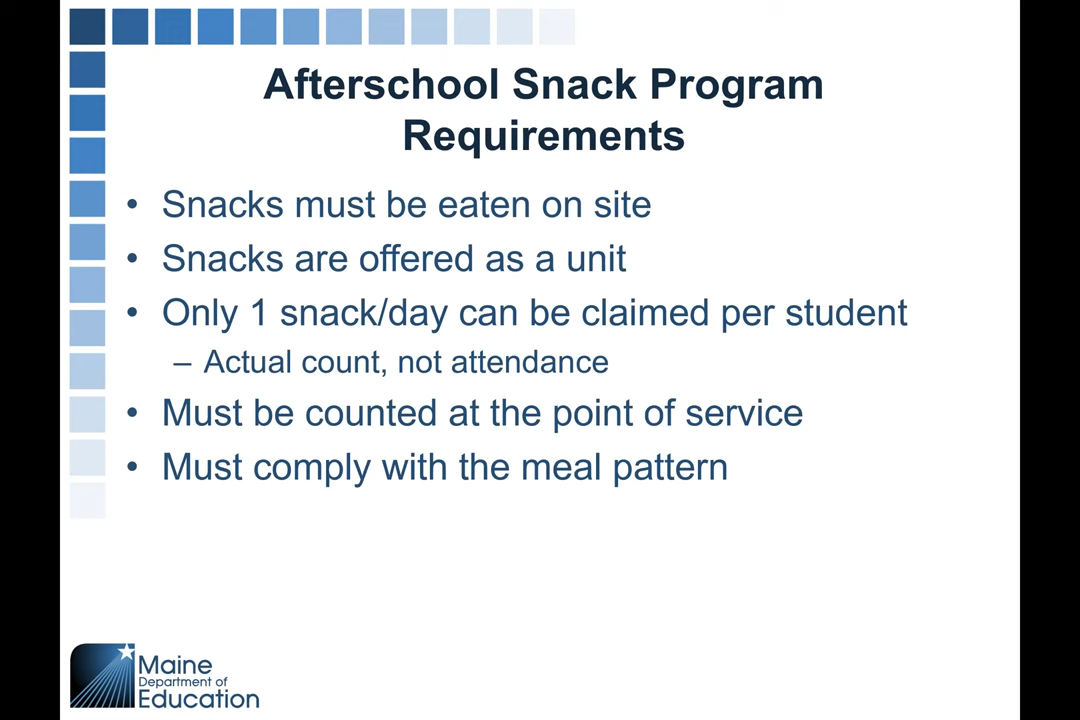 Afterschool Snack Program
Requirements
• Snacks must be eaten on site
• Snacks are offered as a unit
• Only 1 snack/day can be claimed per student
– Actual count, not attendance
• Must be counted at the point of service
• Must comply with the meal pattern
Maine
Department of
Education